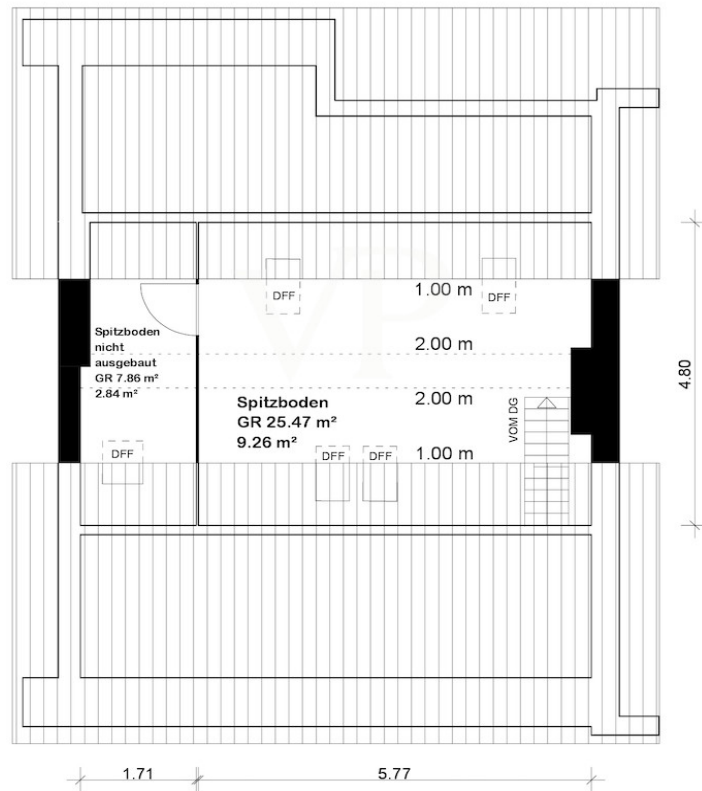 DFF
DFF
1.00 m
Spitzboden
nicht
ausgebaut
GR 7.86 m²
2.84 m²
2.00 m
2.00 m
Spitzboden
GR 25.47 m²
9.26 m²
VOM DG
1.00 m
DFF
DFF
DFF
4.80
1.71
5.77
VP